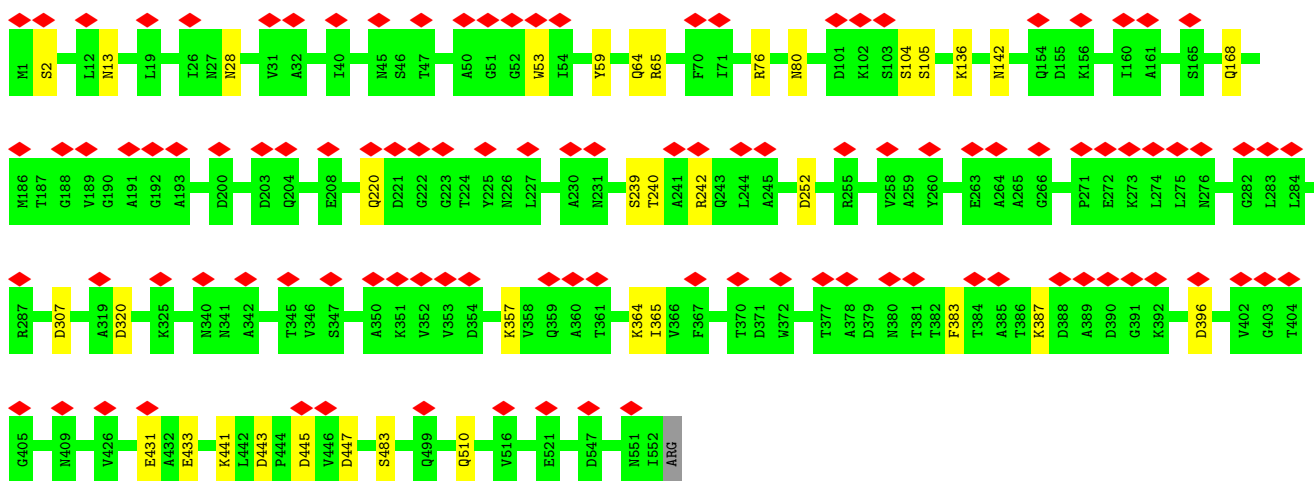 M1 S2 L12 N13 L19 I26 N27 N28 V31 A32 I40 N45 S46 T47 A50 G51 G52 W53 I54 Y59 Q64 R65 F70 I71 R76 N80 D101 K102 S103 S104 S105 K136 N142 Q154 D155 K156 I160 A161 S165 Q168
M186 T187 G188 V189 G190 A191 G192 A193 D200 D203 Q204 E208 Q220 D221 G222 G223 T224 Y225 N226 L227 A230 N231 S239 T240 A241 R242 Q243 L244 A245 D252 R255 V258 A259 Y260 E263 A264 A265 G266 P271 E272 K273 L274 L275 N276 G282 L283 L284
R287 D307 A319 D320 K325 N340 N341 A342 T345 V346 S347 A350 K351 V352 V353 D354 K357 V358 Q359 A360 T361 K364 I365 V366 F367 T370 D371 W372 T377 A378 D379 N380 T381 T382 F383 T384 A385 T386 K387 D388 A389 D390 G391 K392 D396 V402 G403 T404
G405 N409 V426 E431 A432 E433 K441 L442 D443 P444 D445 V446 D447 S483 Q499 Q510 V516 E521 D547 N551 I552 ARG